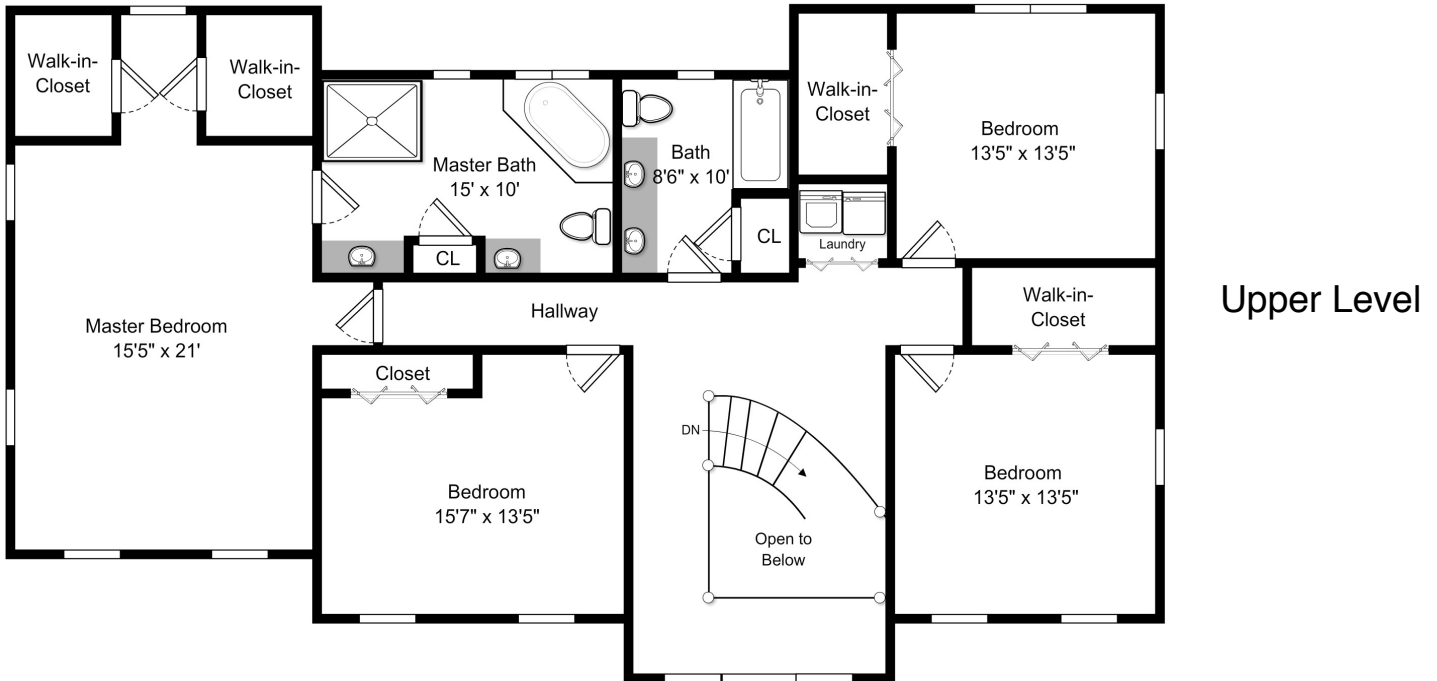 Walk-in-
Closet
Walk-in-
Closet
Walk-in-
Closet
Bedroom
13'5" x 13'5"
Master Bath
15' x 10'
Bath
8'6" x 10'
CL
CL
Laundry
Master Bedroom
15'5" x 21'
Hallway
Walk-in-
Closet
Upper Level
Closet
DN
Bedroom
15'7" x 13'5"
Open to
Below
Bedroom
13'5" x 13'5"